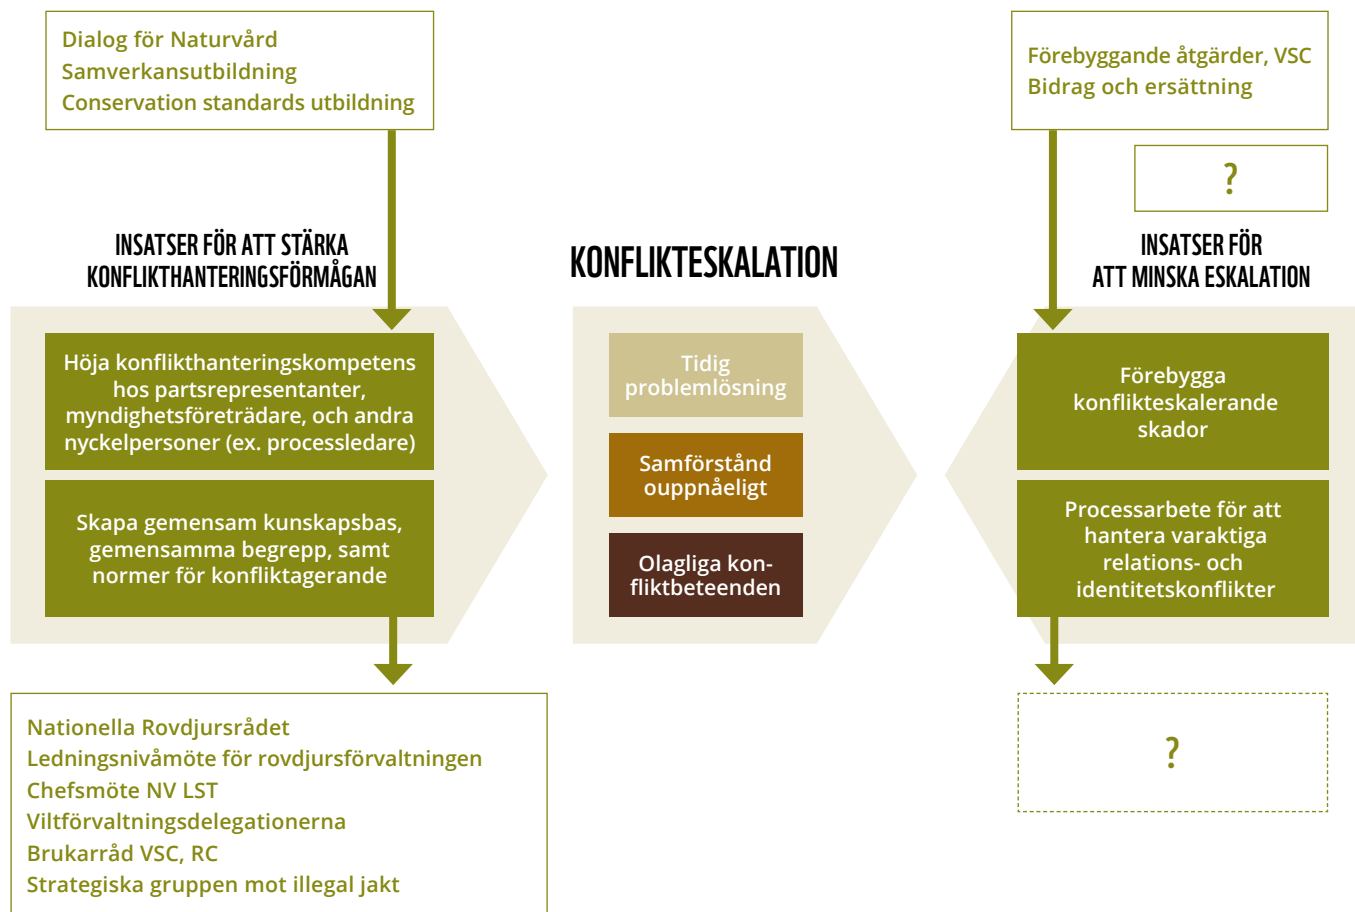 Dialog för Naturvård
Samverkansutbildning
Conservation standards utbildning
Förebyggande åtgärder, VSC
Bidrag och ersättning
?
INSATSER FÖR ATT STÄRKA
KONFLIKTHANTERINGSFÖRMÅGAN
KONFLIKTESKALATION
INSATSER FÖR
ATT MINSKA ESKALATION
Höja konflikthanteringskompetens
hos partsrepresentanter,
myndighetsföreträdare, och andra
nyckelpersoner (ex. processledare)
Skapa gemensam kunskapsbas,
gemensamma begrepp, samt
normer för konfliktagerande
Tidig
problemlösning
Samförstånd
ouppnåeligt
Olagliga kon-
fliktbeteenden
Förebygga
konflikteskalerande
skador
Processarbete för att
hantera varaktiga
relations- och
identitetskonflikter
Nationella Rovdjursrådet
Ledningsnivåmöte för rovdjursförvaltningen
Chefsmöte NV LST
Viltförvaltningsdelegationerna
Brukarråd VSC, RC
Strategiska gruppen mot illegal jakt
?